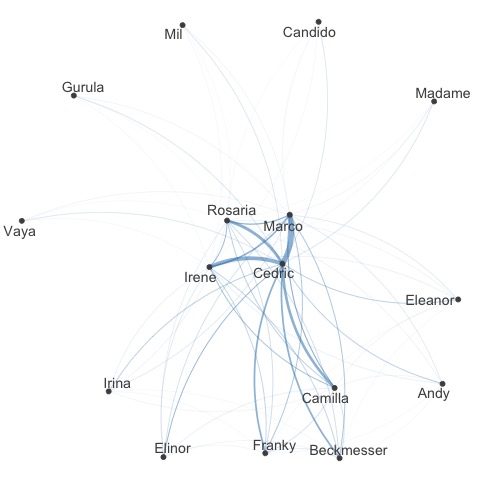 Mil
Candido
Gurula
Madame
Rosaria
Marco
Vaya
Irene
Cedric
Eleanor
Irina
Camilla
Andy
Elinor
Franky
Beckmesser